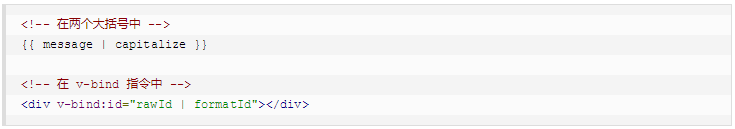 <!-- 在两个大括号中 -->
{{ message | capitalize }}
<!-- 在 v-bind 指令中 -->
<div v-bind:id="rawId | formatId"></div>